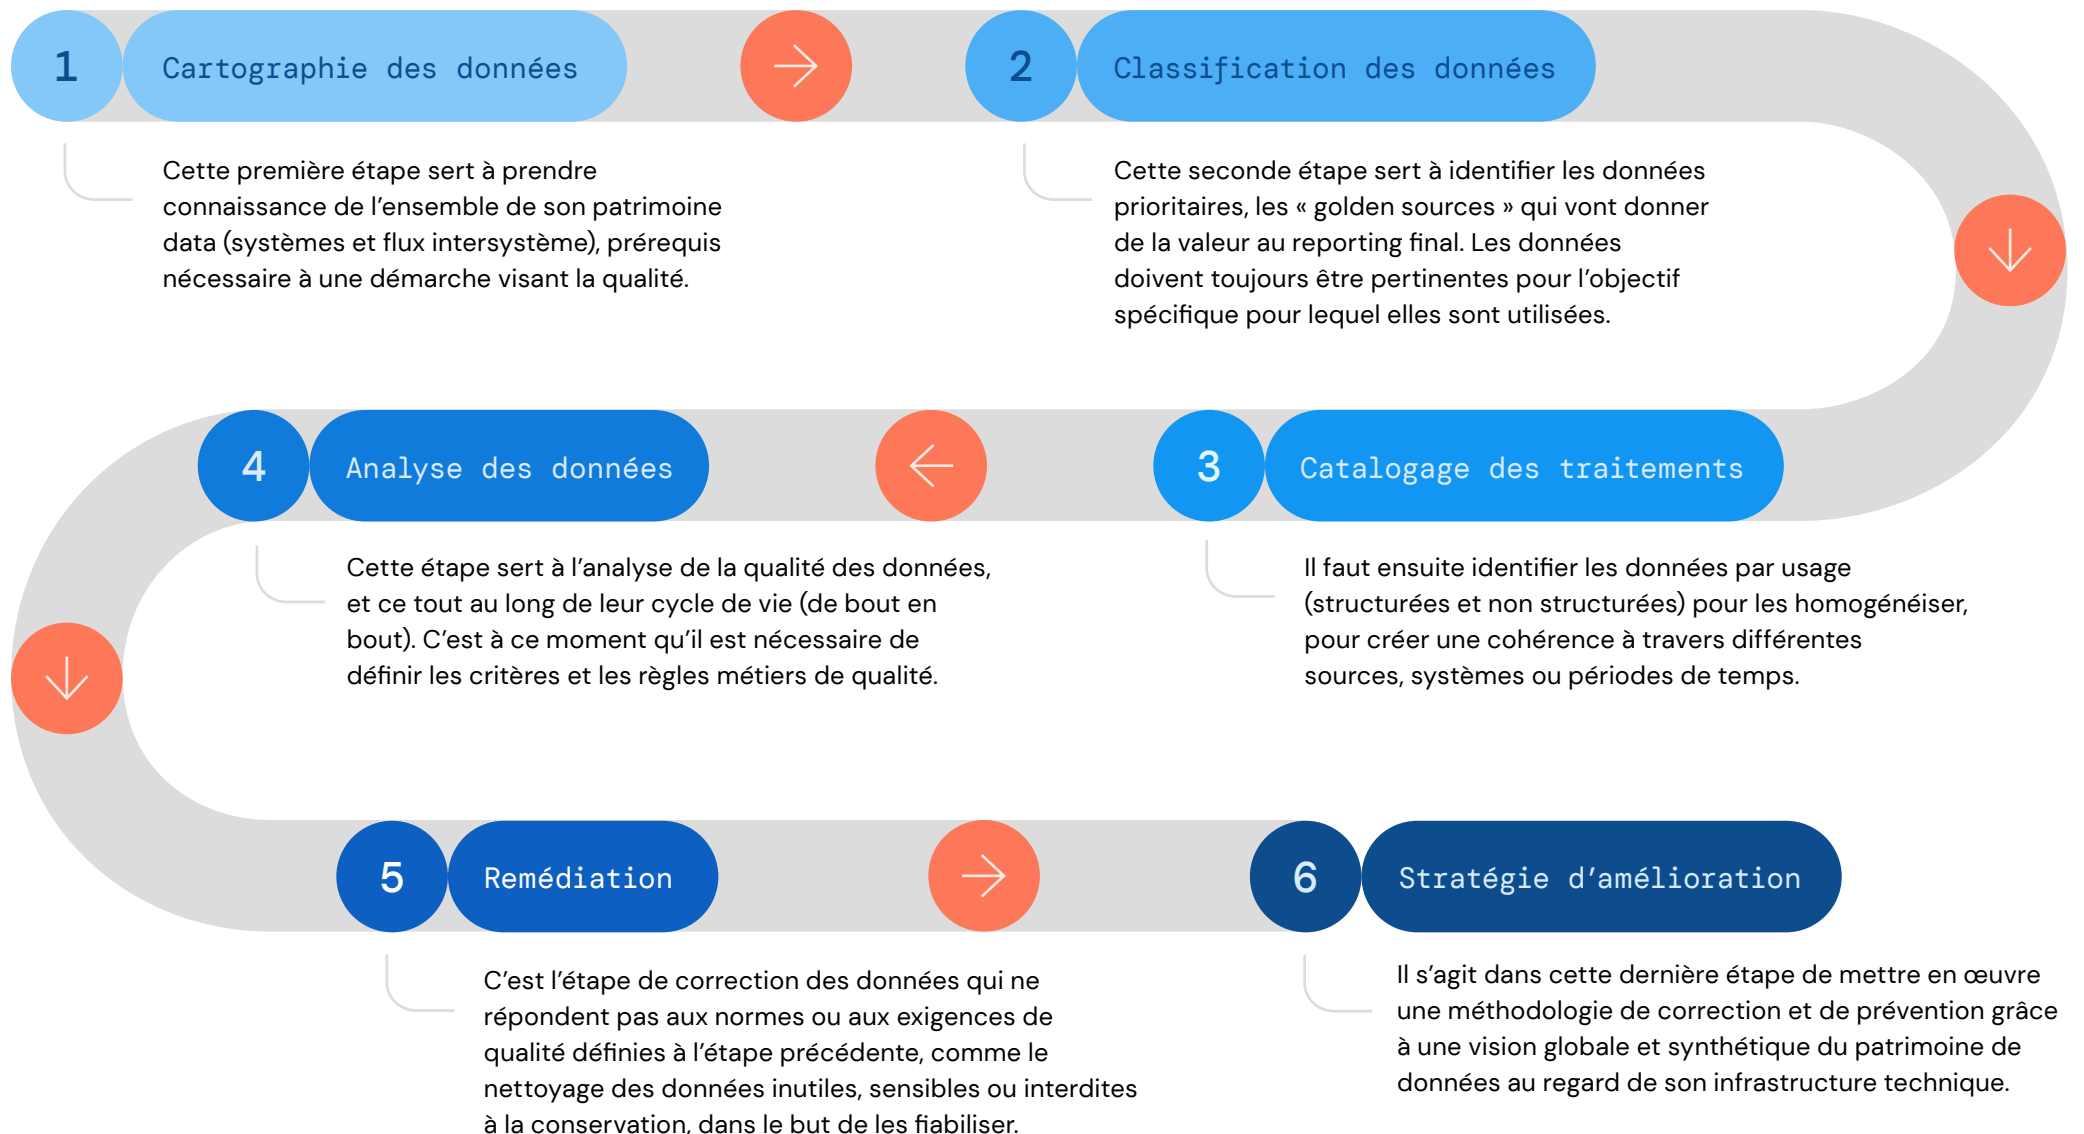 1
Cartographie des données
Cette première étape sert à prendre
connaissance de l’ensemble de son patrimoine
data (systèmes et flux intersystème), prérequis
nécessaire à une démarche visant la qualité.
2
Classification des données
Cette seconde étape sert à identifier les données
prioritaires, les « golden sources » qui vont donner
de la valeur au reporting final. Les données
doivent toujours être pertinentes pour l’objectif
spécifique pour lequel elles sont utilisées.
3
Catalogage des traitements
Il faut ensuite identifier les données par usage
(structurées et non structurées) pour les homogénéiser,
pour créer une cohérence à travers différentes
sources, systèmes ou périodes de temps.
4
Analyse des données
Cette étape sert à l’analyse de la qualité des données,
et ce tout au long de leur cycle de vie (de bout en
bout). C’est à ce moment qu’il est nécessaire de
définir les critères et les règles métiers de qualité.
5
Remédiation
C’est l’étape de correction des données qui ne
répondent pas aux normes ou aux exigences de
qualité définies à l’étape précédente, comme le
nettoyage des données inutiles, sensibles ou interdites
à la conservation, dans le but de les fiabiliser.
6
Stratégie d’amélioration
Il s’agit dans cette dernière étape de mettre en œuvre
une méthodologie de correction et de prévention grâce
à une vision globale et synthétique du patrimoine de
données au regard de son infrastructure technique.